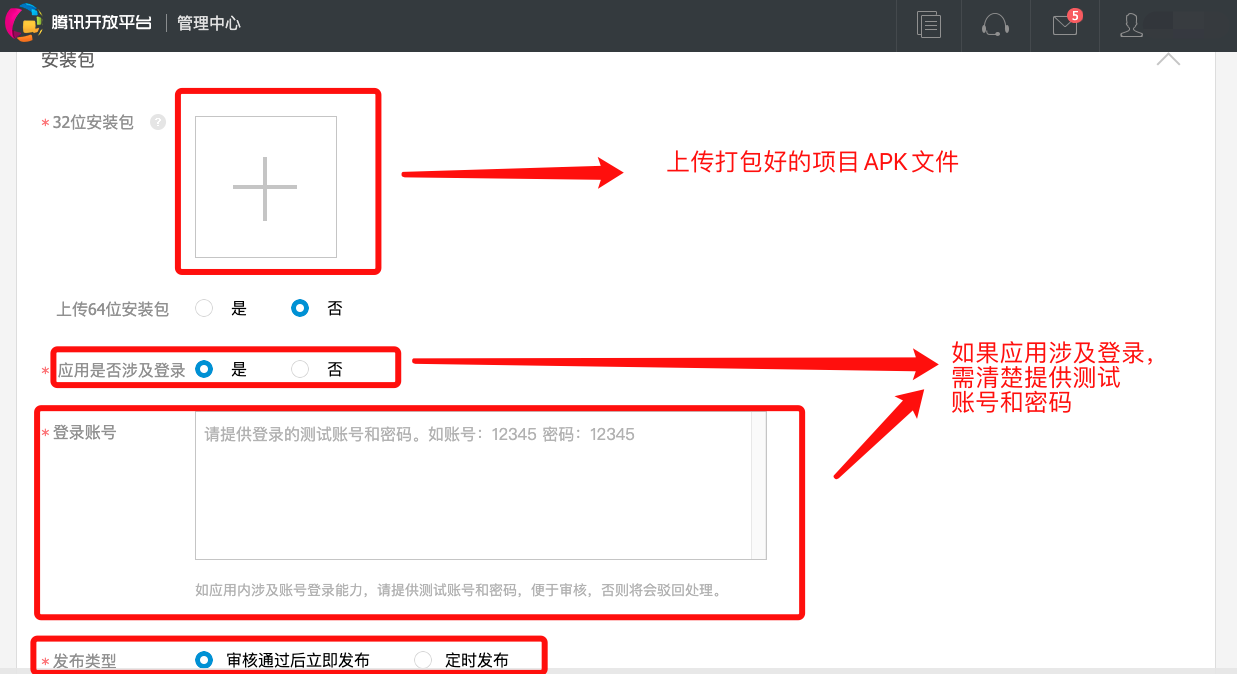 腾讯开放平台 管理中心 5
安装包
*32位安装包 ?
上传打包好的项目 APK 文件
上传64位安装包 是 否
*应用是否涉及登录 是 否
如果应用涉及登录，
需清楚提供测试
账号和密码
*登录账号
请提供登录的测试账号和密码。如账号：12345 密码：12345
如应用内涉及账号登录能力，请提供测试账号和密码，便于审核，否则将会驳回处理。
*发布类型 审核通过后立即发布 定时发布